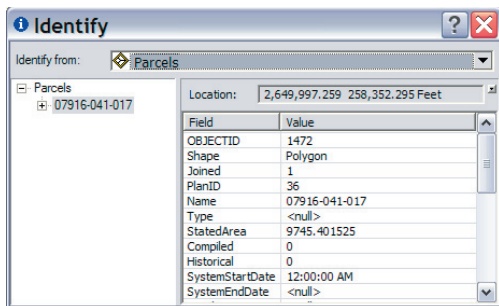 Identify
Identify from: Parcels
Parcels
07916-041-017
Location: 2,649,997.259 258,352.295 Feet
Field Value
OBJECTID 1472
Shape Polygon
Joined 1
PlanID 36
Name 07916-041-017
Type <null>
StatedArea 9745.401525
Compiled 0
Historical 0
SystemStartDate 12:00:00 AM
SystemEndDate <null>